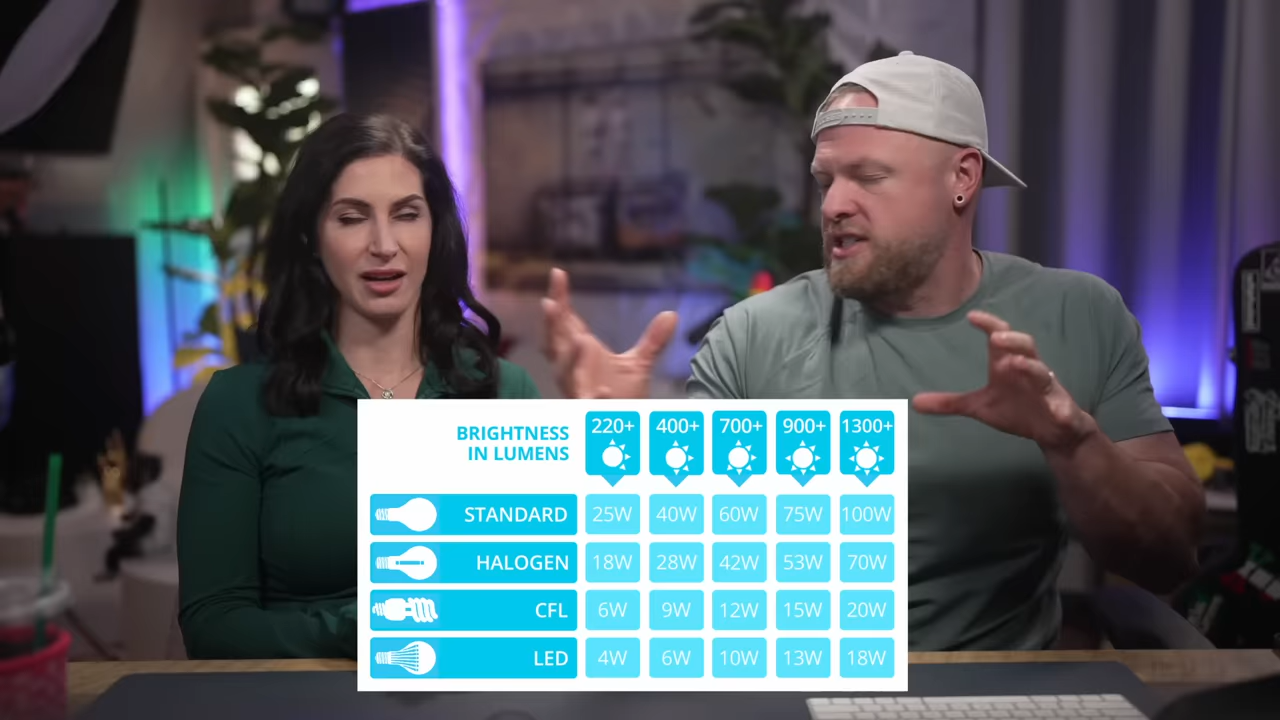 BRIGHTNESS
IN LUMENS
220+ 400+ 700+ 900+ 1300+
STANDARD 25W 40W 60W 75W 100W
HALOGEN 18W 28W 42W 53W 70W
CFL 6W 9W 12W 15W 20W
LED 4W 6W 10W 13W 18W